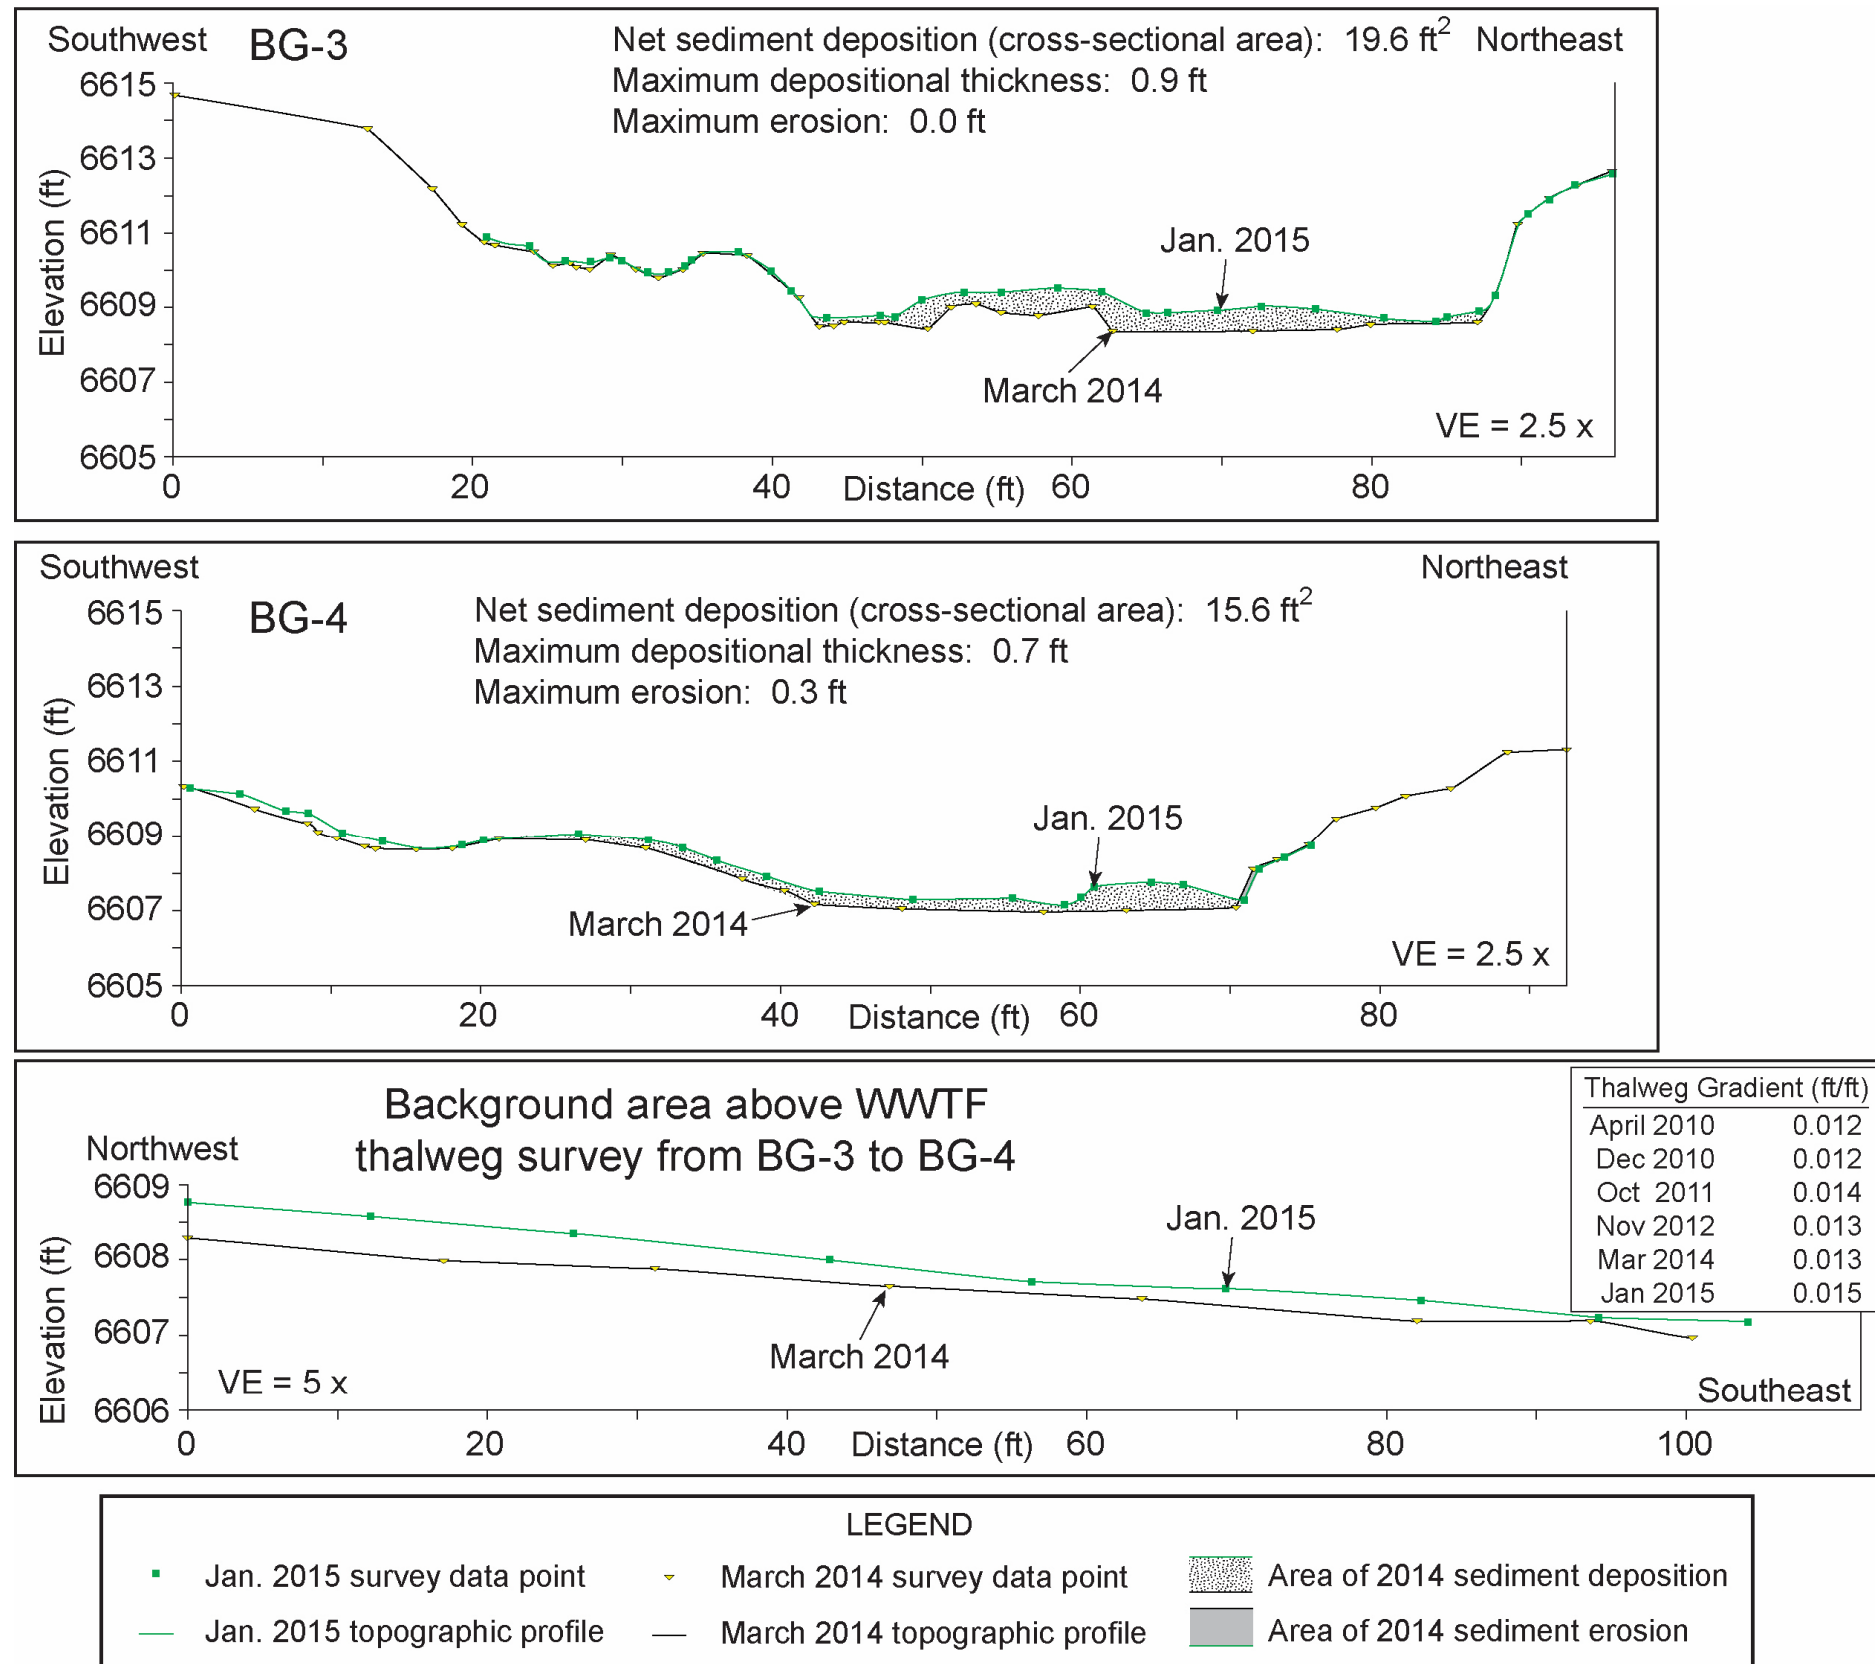 Southwest BG-3 Net sediment deposition (cross-sectional area): 19.6 ft² Northeast
Maximum depositional thickness: 0.9 ft
Maximum erosion: 0.0 ft
6615
6613
6611
6609
6607
6605
Elevation (ft)
Jan. 2015
March 2014
VE = 2.5 x
0 20 40 Distance (ft) 60 80
Southwest Northeast
BG-4 Net sediment deposition (cross-sectional area): 15.6 ft²
Maximum depositional thickness: 0.7 ft
Maximum erosion: 0.3 ft
6615
6613
6611
6609
6607
6605
Elevation (ft)
Jan. 2015
March 2014
VE = 2.5 x
0 20 40 Distance (ft) 60 80
Background area above WWTF
thalweg survey from BG-3 to BG-4
Northwest
Thalweg Gradient (ft/ft)
April 2010 0.012
Dec 2010 0.012
Oct 2011 0.014
Nov 2012 0.013
Mar 2014 0.013
Jan 2015 0.015
6609
6608
6607
6606
Elevation (ft)
Jan. 2015
March 2014
VE = 5 x
Southeast
0 20 40 Distance (ft) 60 80 100
LEGEND
Jan. 2015 survey data point March 2014 survey data point Area of 2014 sediment deposition
Jan. 2015 topographic profile March 2014 topographic profile Area of 2014 sediment erosion